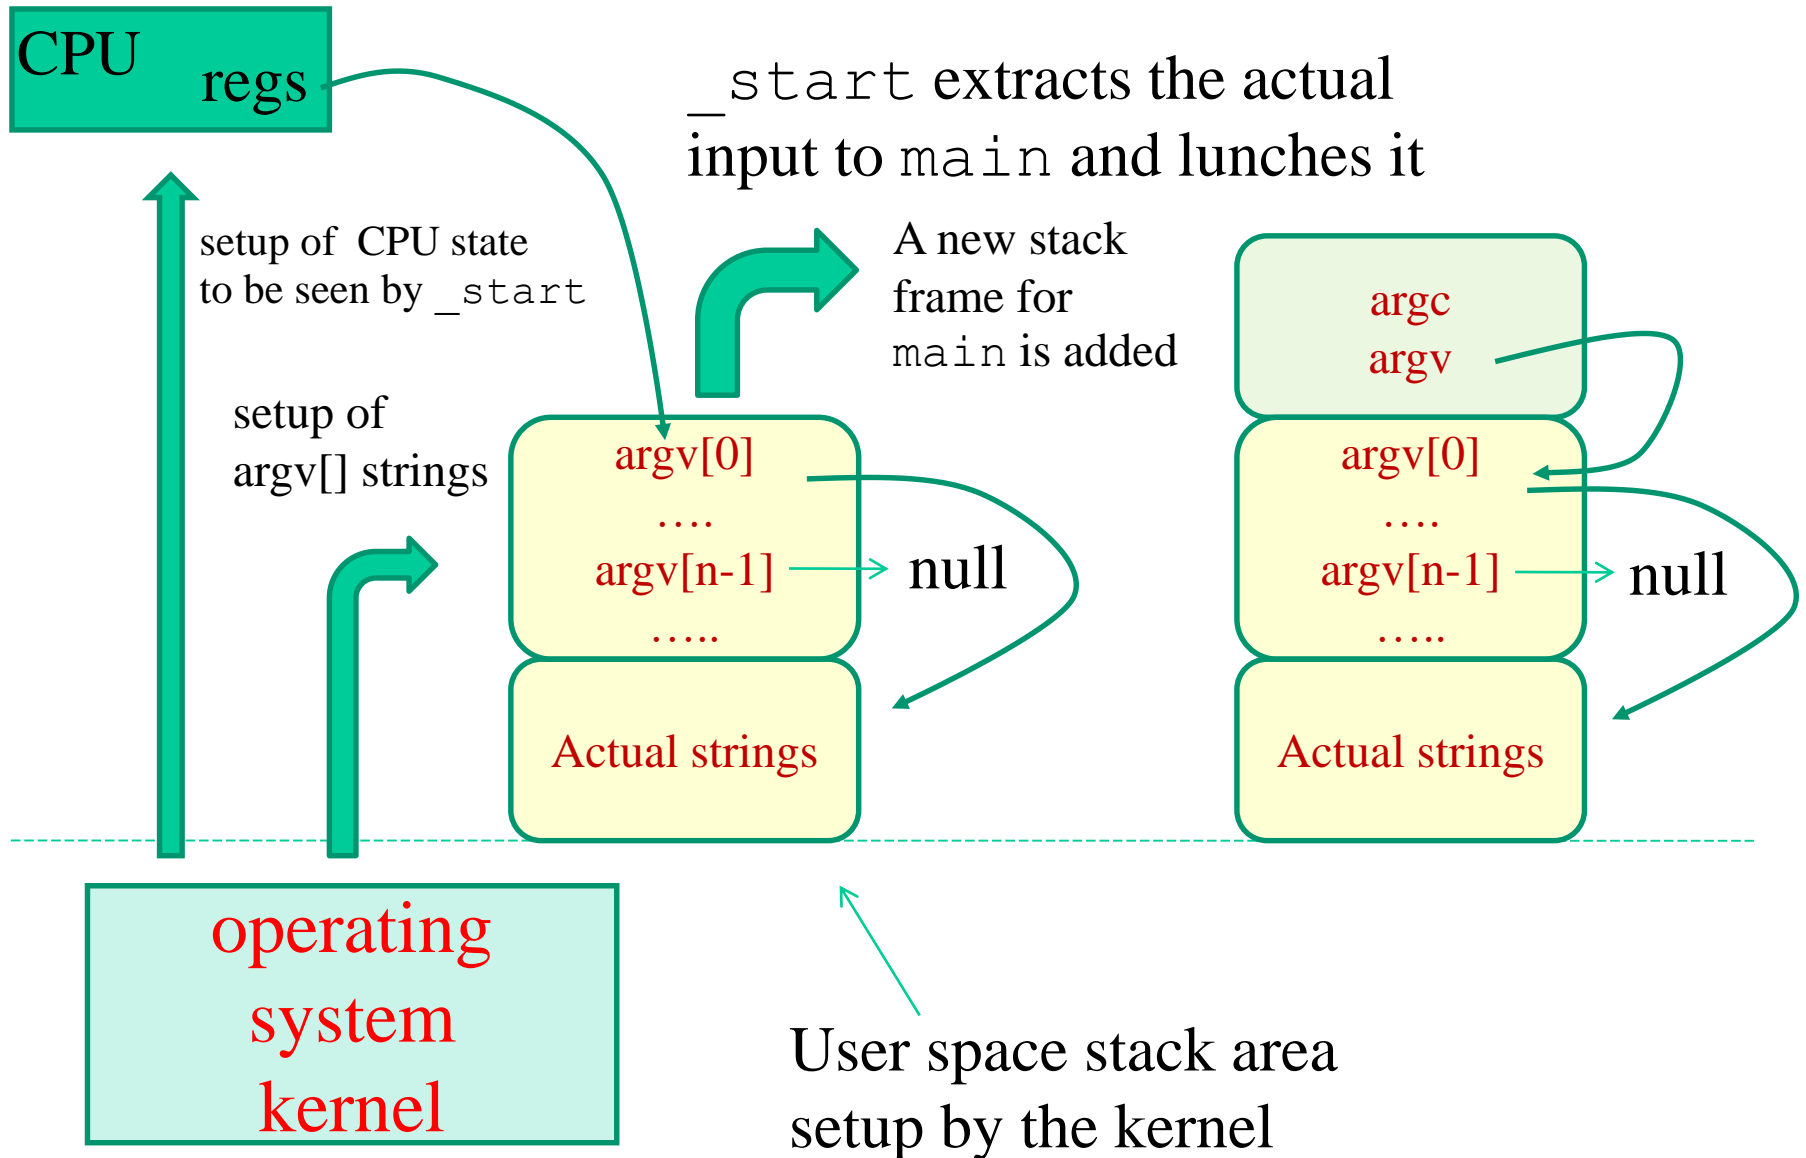 CPU
regs
_start extracts the actual
input to main and lunches it
setup of CPU state
to be seen by _start
A new stack
frame for
main is added
setup of
argv[] strings
argv[0]
....
argv[n-1]
null
.....
Actual strings
argc
argv
argv[0]
....
argv[n-1]
null
.....
Actual strings
operating
system
kernel
User space stack area
setup by the kernel